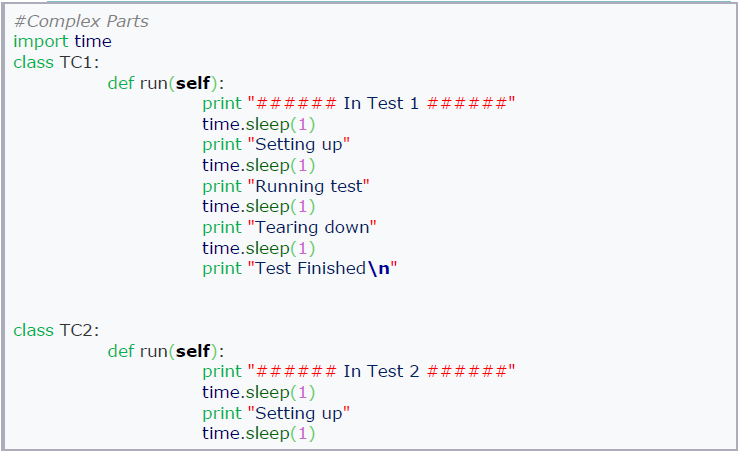 #Complex Parts
import time
class TC1:
def run(self):
print "###### In Test 1 ######"
time.sleep(1)
print "Setting up"
time.sleep(1)
print "Running test"
time.sleep(1)
print "Tearing down"
time.sleep(1)
print "Test Finished\n"
class TC2:
def run(self):
print "###### In Test 2 ######"
time.sleep(1)
print "Setting up"
time.sleep(1)